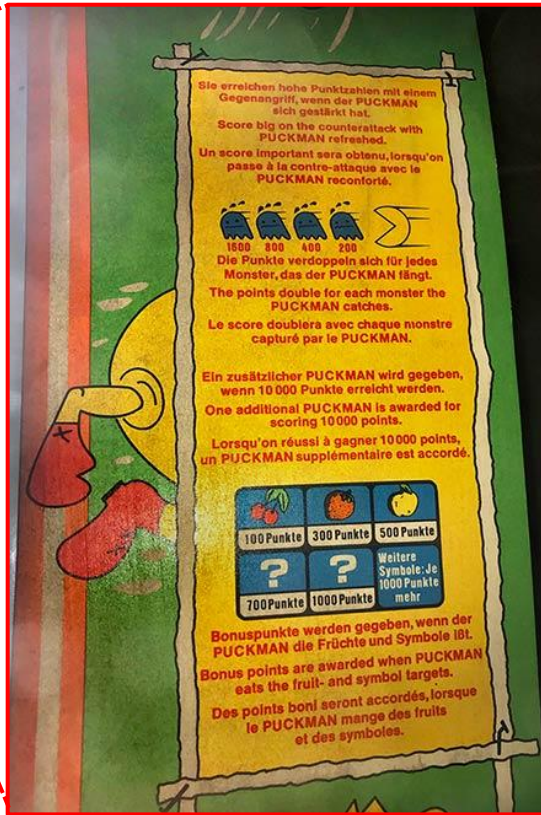 Sie erreichen hohe Punktzahlen mit einem
Gegenangriff, wenn der PUCKMAN
sich gestärkt hat.
Score big on the counterattack with
PUCKMAN refreshed.
Un score important sera obtenu, lorsqu'on
passe à la contre-attaque avec le
PUCKMAN reconforté.
1600 800 400 200
Die Punkte verdoppeln sich für jedes
Monster, das der PUCKMAN fängt.
The points double for each monster the
PUCKMAN catches.
Le score doublera avec chaque monstre
capturé par le PUCKMAN.
Ein zusätzlicher PUCKMAN wird gegeben,
wenn 10000 Punkte erreicht werden.
One additional PUCKMAN is awarded for
scoring 10000 points.
Lorsqu'on réussi à gagner 10000 points,
un PUCKMAN supplémentaire est accordé.
100 Punkte 300 Punkte 500 Punkte
? ? Weitere
Symbole: Je
1000 Punkte
mehr
700 Punkte 1000 Punkte
Bonuspunkte werden gegeben, wenn der
PUCKMAN die Früchte und Symbole ißt.
Bonus points are awarded when PUCKMAN
eats the fruit- and symbol targets.
Des points boni seront accordés, lorsque
le PUCKMAN mange des fruits
et des symboles.